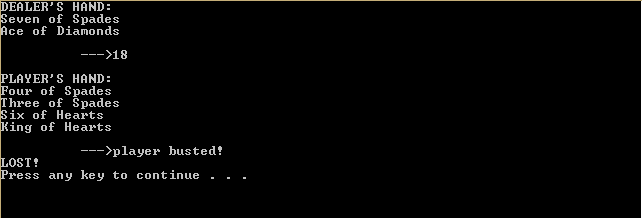 DEALER'S HAND:
Seven of Spades
Ace of Diamonds
--->18
PLAYER'S HAND:
Four of Spades
Three of Spades
Six of Hearts
King of Hearts
--->player busted!
LOST!
Press any key to continue . . .